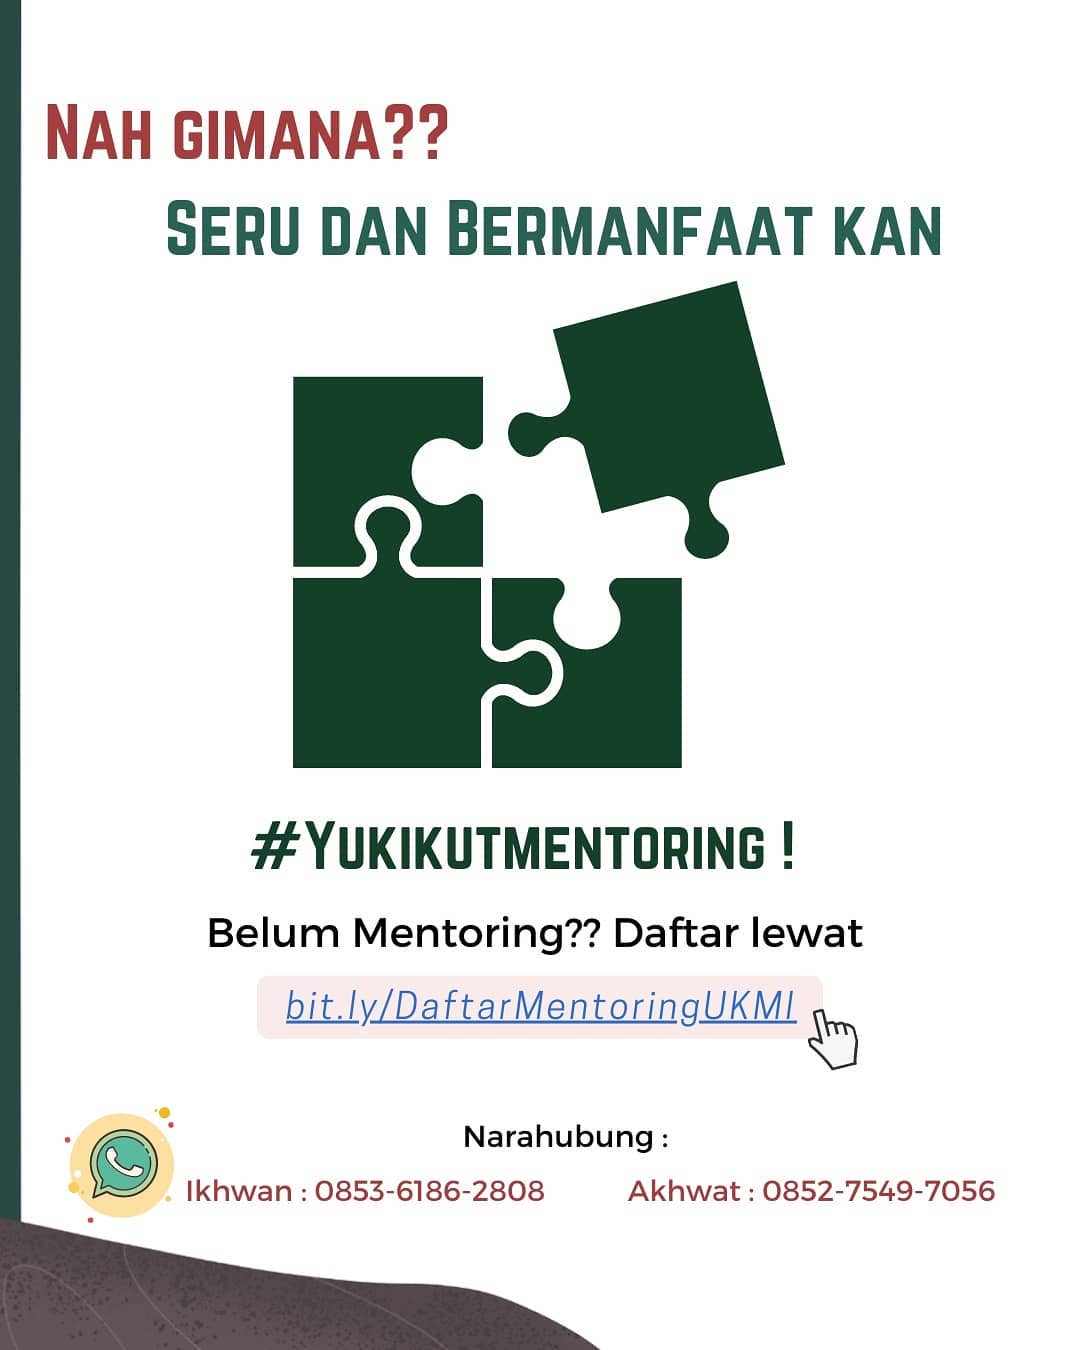 Nah gimana??
Seru dan Bermanfaat kan
#Yukikutmentoring !
Belum Mentoring?? Daftar lewat
bit.ly/DaftarMentoringUKMI
Narahubung :
Ikhwan : 0853-6186-2808
Akhwat : 0852-7549-7056